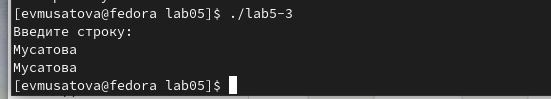 [evmusatova@fedora lab05]$ ./lab5-3
Введите строку:
Мусатова
Мусатова
[evmusatova@fedora lab05]$